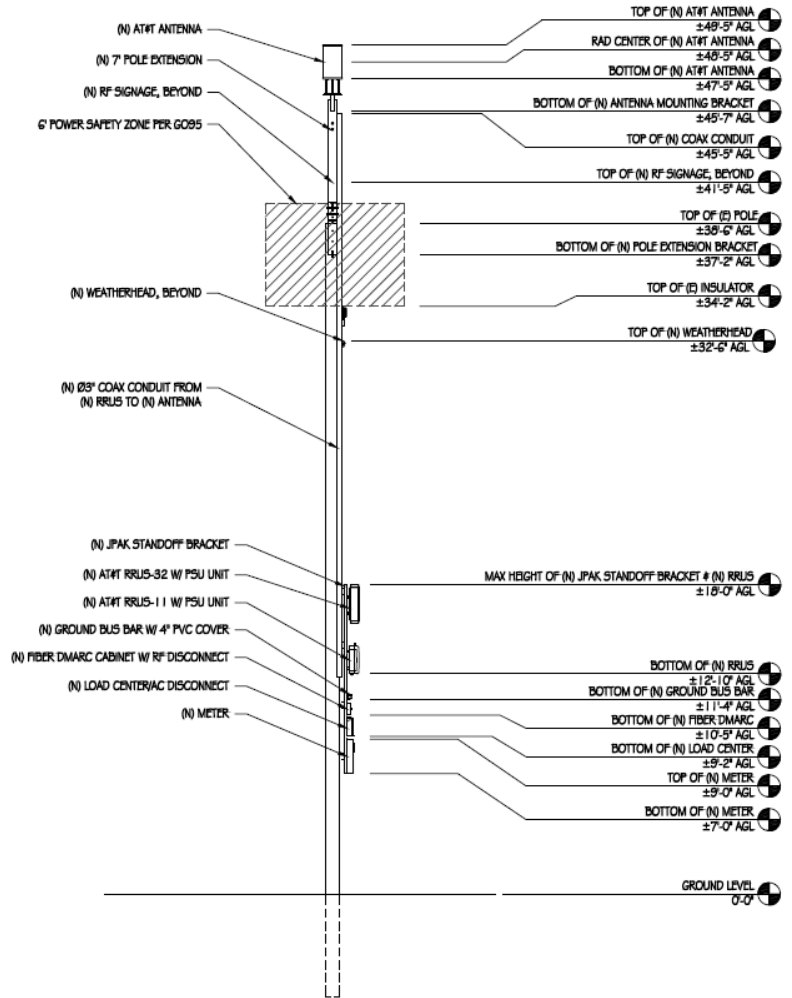 (N) AT&T ANTENNA
(N) 7' POLE EXTENSION
(N) RF SIGNAGE, BEYOND
6' POWER SAFETY ZONE PER GO95
(N) WEATHERHEAD, BEYOND
(N) Ø3" COAX CONDUIT FROM
(N) RRUS TO (N) ANTENNA
(N) JPAK STANDOFF BRACKET
(N) AT&T RRUS-32 W/ PSU UNIT
(N) AT&T RRUS-11 W/ PSU UNIT
(N) GROUND BUS BAR W/ 4" PVC COVER
(N) FIBER DMARC CABINET W/ RF DISCONNECT
(N) LOAD CENTER/AC DISCONNECT
(N) METER
TOP OF (N) AT&T ANTENNA
±49'-5" AGL
RAD CENTER OF (N) AT&T ANTENNA
±48'-5" AGL
BOTTOM OF (N) AT&T ANTENNA
±47'-5" AGL
BOTTOM OF (N) ANTENNA MOUNTING BRACKET
±45'-7" AGL
TOP OF (N) COAX CONDUIT
±45'-5" AGL
TOP OF (N) RF SIGNAGE, BEYOND
±41'-5" AGL
TOP OF (E) POLE
±38'-6" AGL
BOTTOM OF (N) POLE EXTENSION BRACKET
±37'-2" AGL
TOP OF (E) INSULATOR
±34'-2" AGL
TOP OF (N) WEATHERHEAD
±32'-6" AGL
MAX HEIGHT OF (N) JPAK STANDOFF BRACKET & (N) RRUS
±18'-0" AGL
BOTTOM OF (N) RRUS
±12'-10" AGL
BOTTOM OF (N) GROUND BUS BAR
±11'-4" AGL
BOTTOM OF (N) FIBER DMARC
±10'-5" AGL
BOTTOM OF (N) LOAD CENTER
±9'-2" AGL
TOP OF (N) METER
±9'-0" AGL
BOTTOM OF (N) METER
±7'-0" AGL
GROUND LEVEL
0'-0"